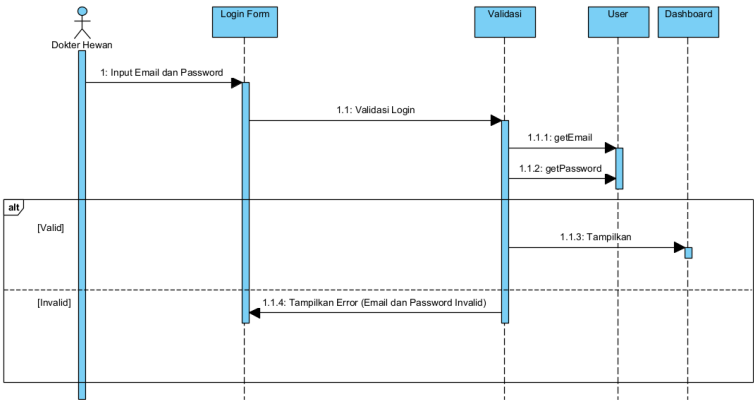 Login Form
Validasi
User
Dashboard
Dokter Hewan
1: Input Email dan Password
1.1: Validasi Login
1.1.1: getEmail
1.1.2: getPassword
alt
[Valid]
1.1.3: Tampilkan
[Invalid]
1.1.4: Tampilkan Error (Email dan Password Invalid)